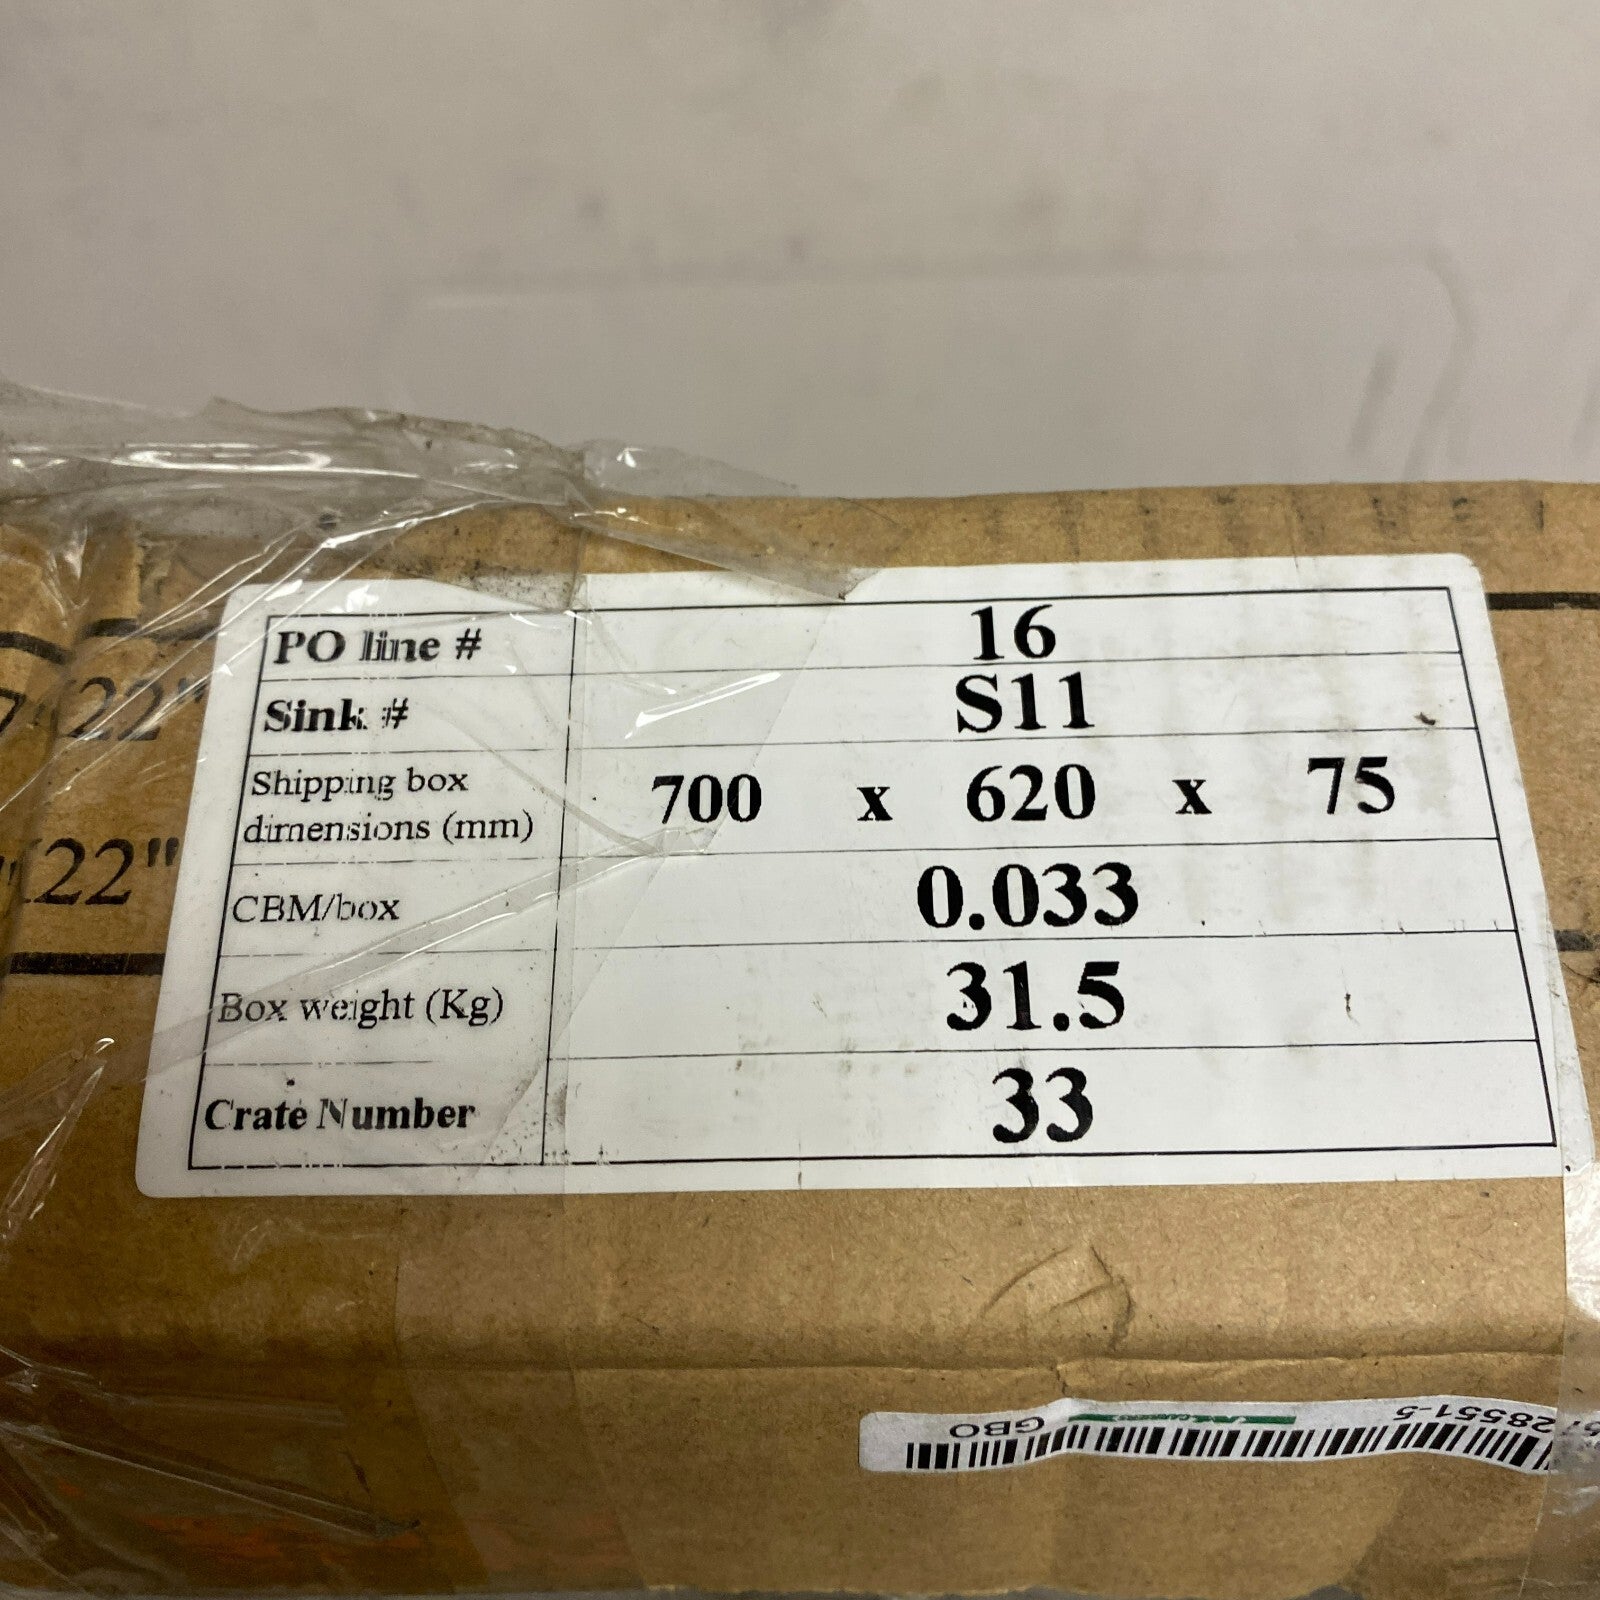 PO line # 16
Sink # S11
Shipping box
dimensions (mm) 700 x 620 x 75
CBM/box 0.033
Box weight (Kg) 31.5
Crate Number 33
22"
22"
GBO
28551-5